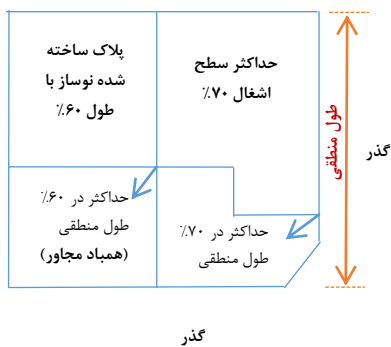 پلاک ساخته
شده نوساز با
طول ۶۰٪
حداکثر سطح
اشغال ۷۰٪
طول منطقی
گذر
حداکثر در ۶۰٪
طول منطقی
(همباد مجاور)
حداکثر در ۷۰٪
طول منطقی
گذر